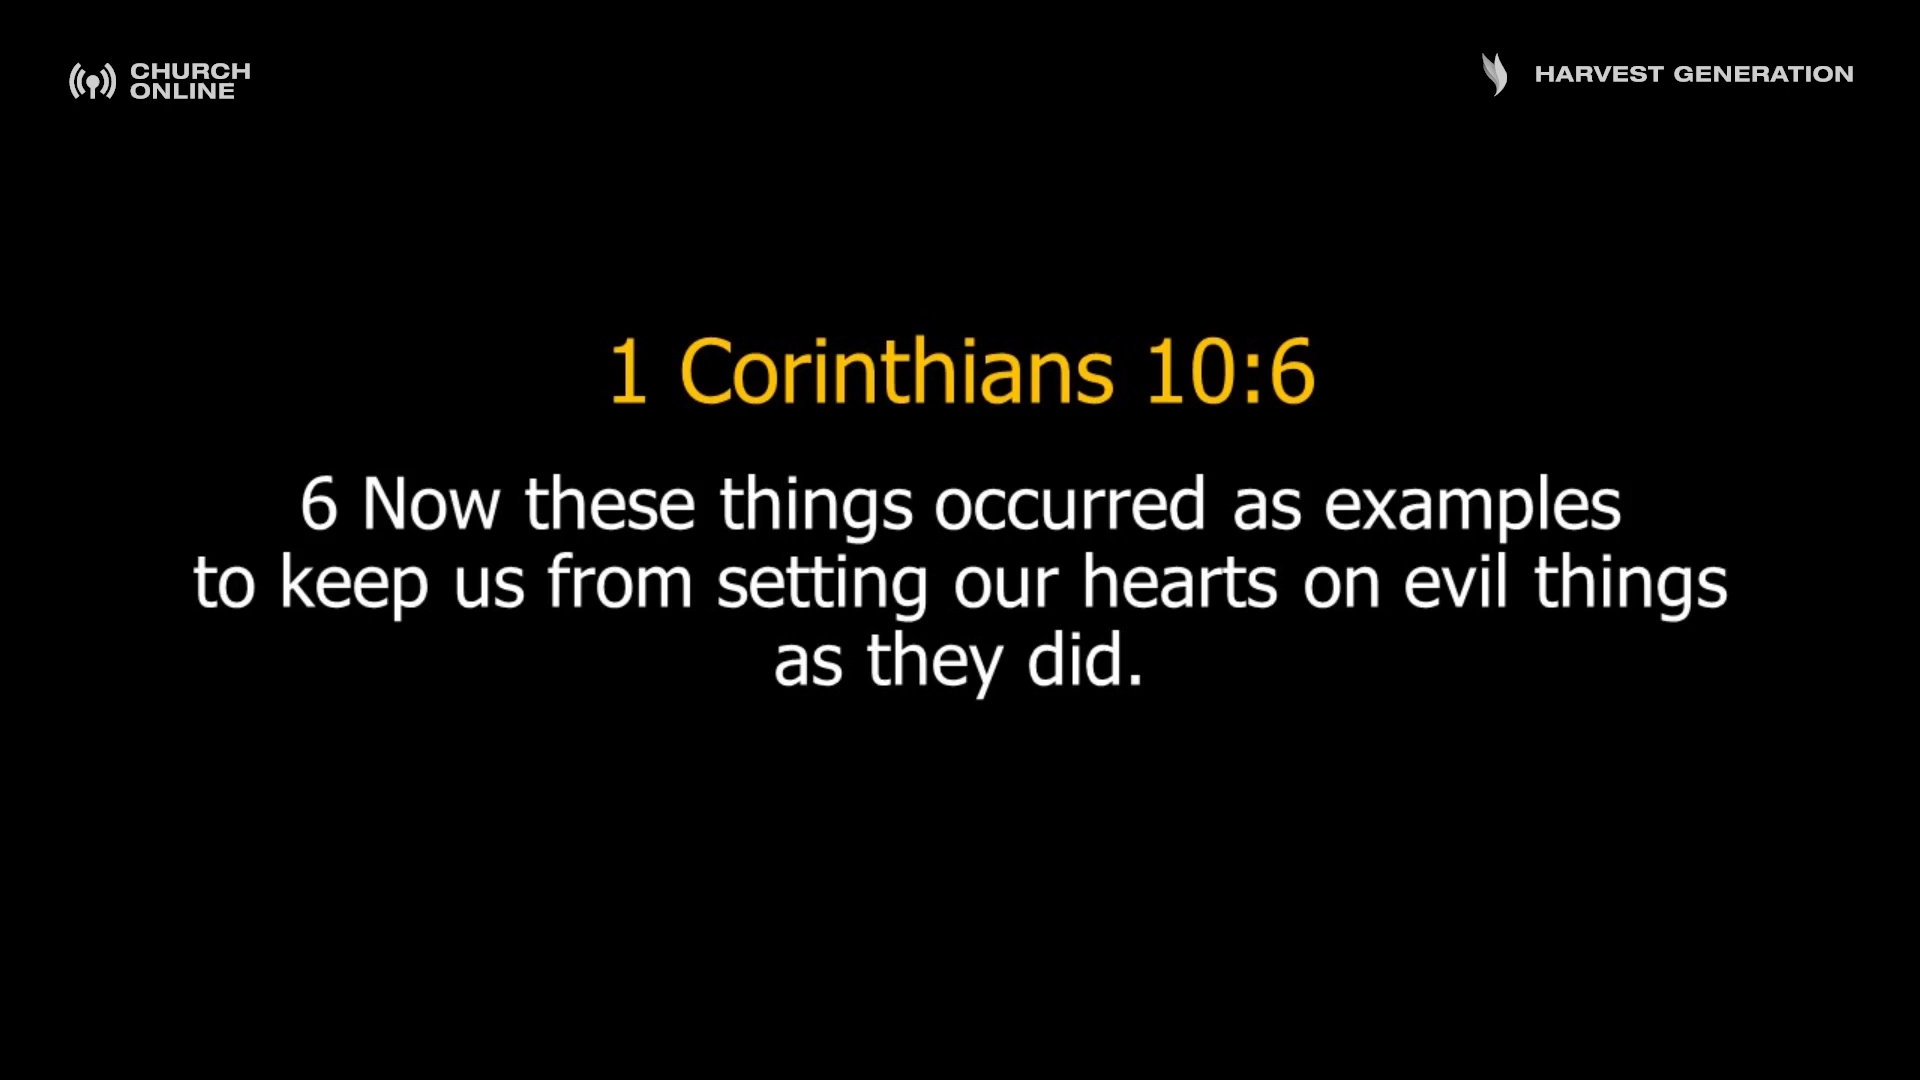 CHURCH
ONLINE
HARVEST GENERATION
1 Corinthians 10:6
6 Now these things occurred as examples
to keep us from setting our hearts on evil things
as they did.